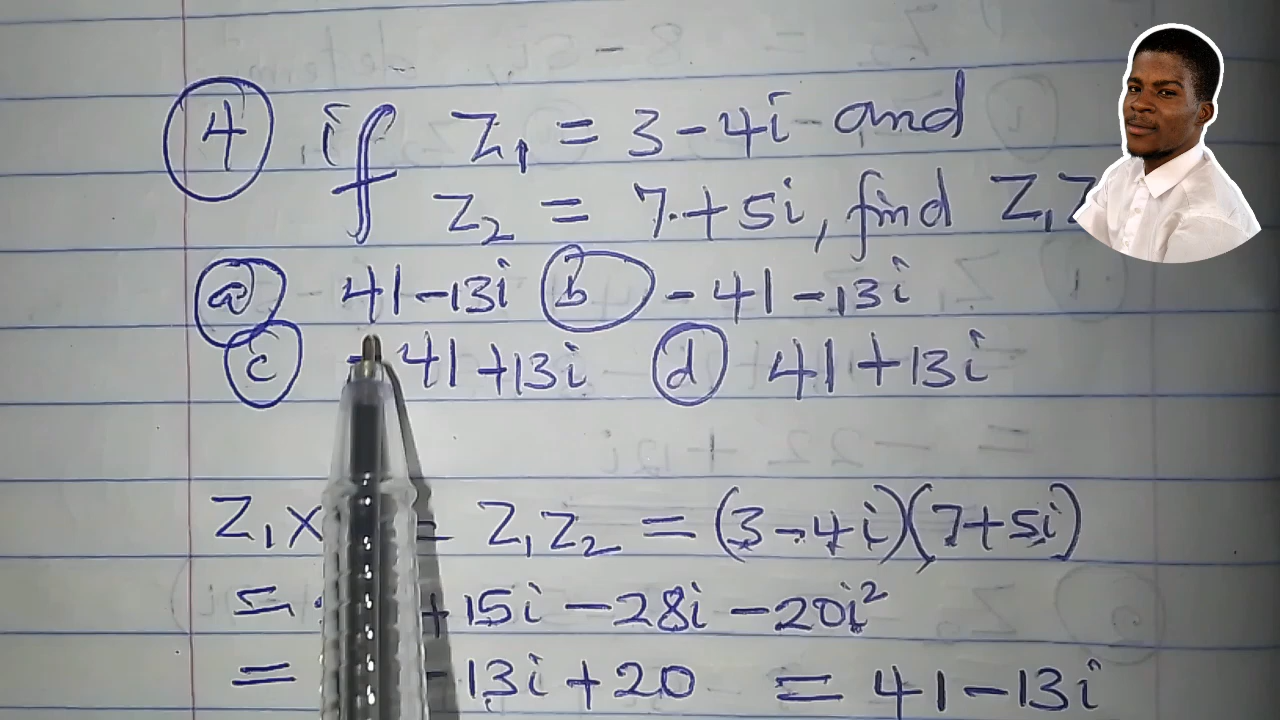 ④ if Z₁ = 3 - 4i and
Z₂ = 7 + 5i, find Z₁Z
ⓐ 41 - 13i ⓑ - 41 - 13i
ⓒ - 41 + 13i ⓓ 41 + 13i
Z₁ × = Z₁Z₂ = (3 - 4i)(7 + 5i)
= + 15i - 28i - 20i²
= - 13i + 20 = 41 - 13i